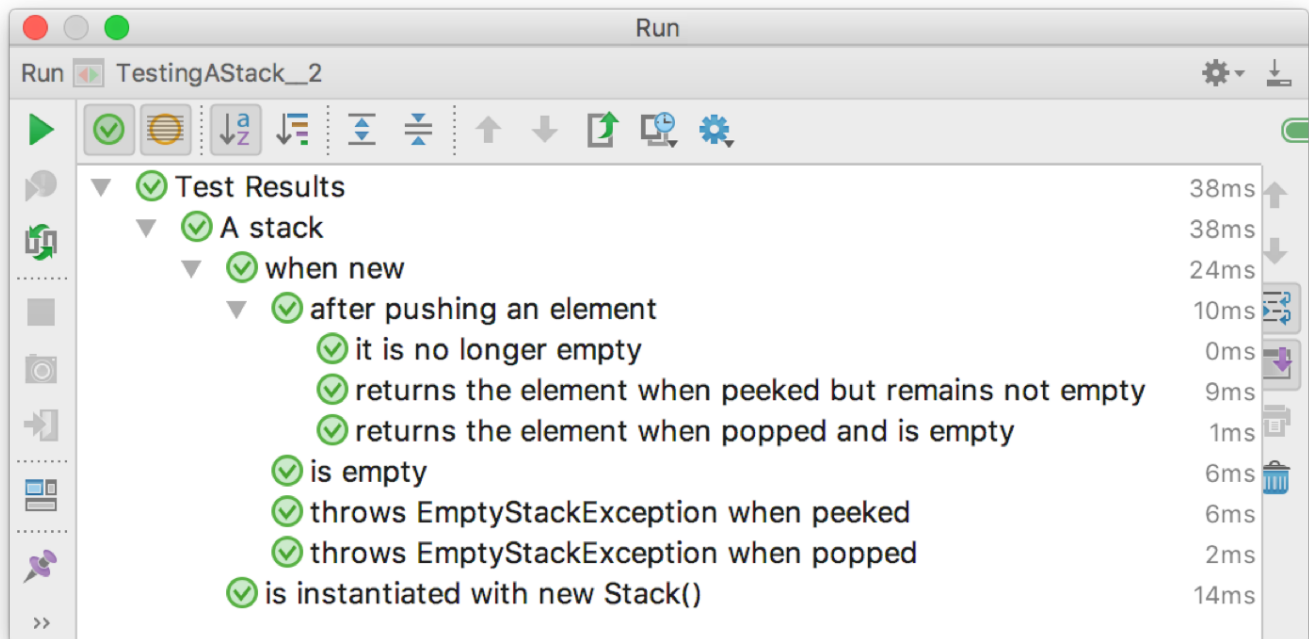 Run
Run TestingAStack__2
Test Results 38ms
A stack 38ms
when new 24ms
after pushing an element 10ms
it is no longer empty 0ms
returns the element when peeked but remains not empty 9ms
returns the element when popped and is empty 1ms
is empty 6ms
throws EmptyStackException when peeked 6ms
throws EmptyStackException when popped 2ms
is instantiated with new Stack() 14ms